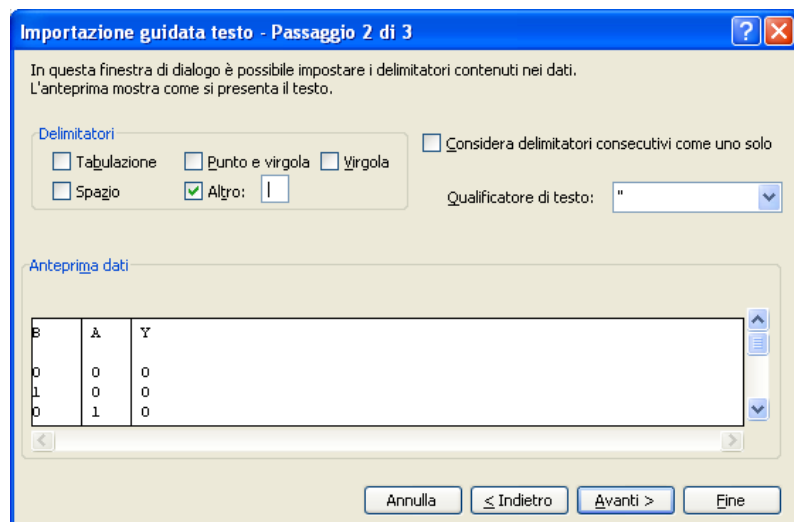 Importazione guidata testo - Passaggio 2 di 3
In questa finestra di dialogo è possibile impostare i delimitatori contenuti nei dati.
L'anteprima mostra come si presenta il testo.
Delimitatori
Tabulazione Punto e virgola Virgola
Spazio Altro: |
Considera delimitatori consecutivi come uno solo
Qualificatore di testo: "
Anteprima dati
B A Y
0 0 0
1 0 0
0 1 0
Annulla < Indietro Avanti > Fine